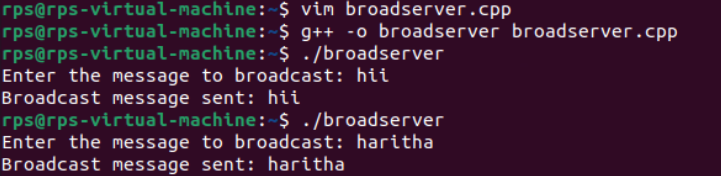 rps@rps-virtual-machine:~$ vim broadserver.cpp
rps@rps-virtual-machine:~$ g++ -o broadserver broadserver.cpp
rps@rps-virtual-machine:~$ ./broadserver
Enter the message to broadcast: hii
Broadcast message sent: hii
rps@rps-virtual-machine:~$ ./broadserver
Enter the message to broadcast: haritha
Broadcast message sent: haritha